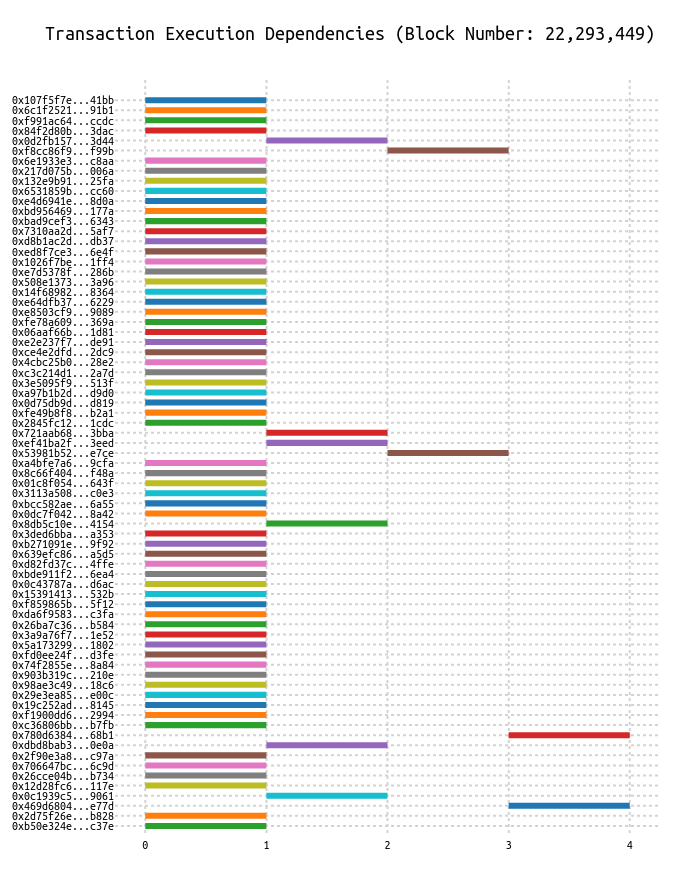 Transaction Execution Dependencies (Block Number: 22,293,449)
0x107f5f7e...41bb
0x6c1f2521...91b1
0xf991ac64...ccdc
0x84f2d80b...3dac
0x0d2fb157...3d44
0xf8cc86f9...f99b
0x6e1933e3...c8aa
0x217d075b...006a
0x132e9b91...25fa
0x6531859b...cc60
0xe4d6941e...8d0a
0xbd956469...177a
0xbad9cef3...6343
0x7310aa2d...5af7
0xd8b1ac2d...db37
0xed8f7ce3...6e4f
0x1026f7be...1ff4
0xe7d5378f...286b
0x508e1373...3a96
0x14f68982...8364
0xe64dfb37...6229
0xe8503cf9...9089
0xfe78a609...369a
0x06aaf66b...1d81
0xe2e237f7...de91
0xce4e2dfd...2dc9
0x4cbc25b0...28e2
0xc3c214d1...2a7d
0x3e5095f9...513f
0xa97b1b2d...d9d0
0x0d75db9d...d819
0xfe49b8f8...b2a1
0x2845fc12...1cdc
0x721aab68...3bba
0xef41ba2f...3eed
0x53981b52...e7ce
0xa4bfe7a6...9cfa
0x8c66f404...f48a
0x01c8f054...643f
0x3113a508...c0e3
0xbcc582ae...6a55
0x0dc7f042...8a42
0x8db5c10e...4154
0x3ded6bba...a353
0xb271091e...9f92
0x639efc86...a5d5
0xd82fd37c...4ffe
0xbde911f2...6ea4
0x0c43787a...d6ac
0x15391413...532b
0xf859865b...5f12
0xda6f9583...c3fa
0x26ba7c36...b584
0x3a9a76f7...1e52
0x5a173299...1802
0xfd0ee24f...d3fe
0x74f2855e...8a84
0x903b319c...210e
0x98ae3c49...18c6
0x29e3ea85...e00c
0x19c252ad...8145
0xf1900dd6...2994
0xc36806bb...b7fb
0x780d6384...68b1
0xdbd8bab3...0e0a
0x2f90e3a8...c97a
0x706647bc...6c9d
0x26cce04b...b734
0x12d28fc6...117e
0x0c1939c5...9061
0x469d6804...e77d
0x2d75f26e...b828
0xb50e324e...c37e
0 1 2 3 4